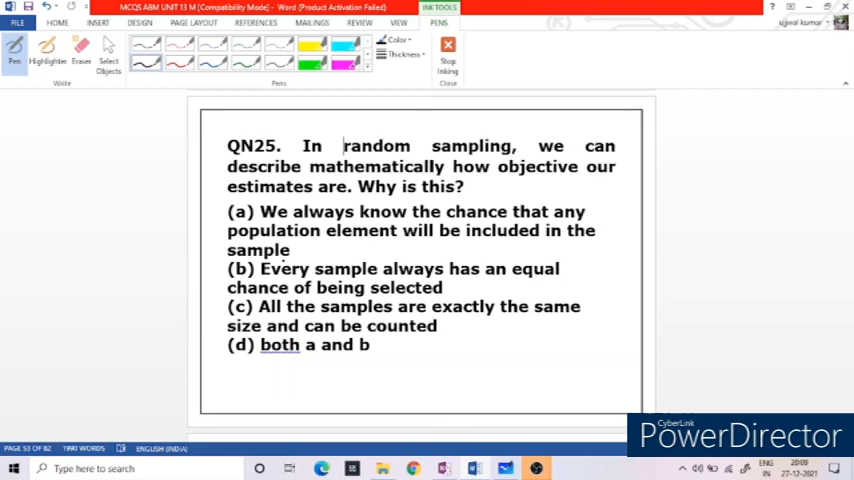 MCQS ABM UNIT 13 M [Compatibility Mode] - Word (Product Activation Failed)
INK TOOLS
FILE HOME INSERT DESIGN PAGE LAYOUT REFERENCES MAILINGS REVIEW VIEW PENS
ujjwal kumar
Pen Highlighter Eraser Select Objects
Color
Thickness
Stop Inking
Write Pens Close
QN25. In random sampling, we can
describe mathematically how objective our
estimates are. Why is this?
(a) We always know the chance that any
population element will be included in the
sample
(b) Every sample always has an equal
chance of being selected
(c) All the samples are exactly the same
size and can be counted
(d) both a and b
CyberLink
PowerDirector
PAGE 53 OF 82 1990 WORDS ENGLISH (INDIA)
Type here to search
ENG
IN
20:09
27-12-2021